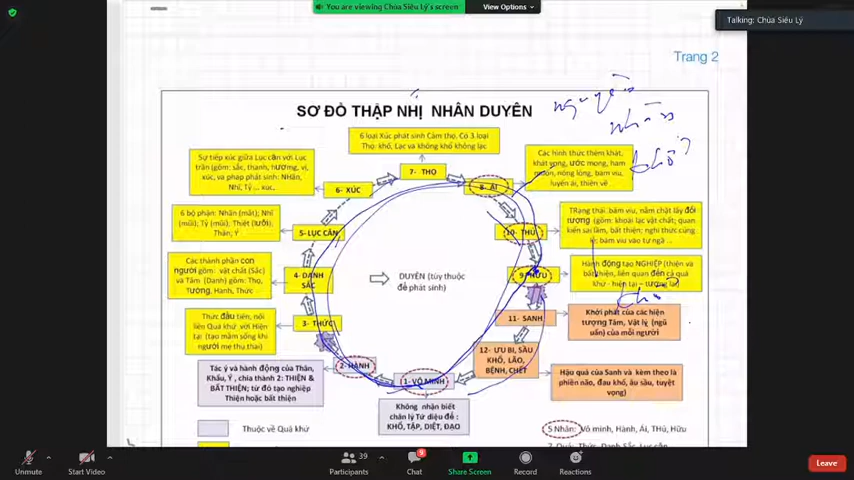 You are viewing Chùa Siêu Lý's screen
View Options
Talking: Chùa Siêu Lý
Trang 2
SƠ ĐỒ THẬP NHỊ NHÂN DUYÊN
nguyên
nhân
khổ
6 loại Xúc phát sinh Cảm thọ. Có 3 loại
Thọ: khổ, Lạc và không khổ không lạc
Sự tiếp xúc giữa Lục căn với Lục
trần (gồm: sắc, thanh, hương, vị,
xúc, và pháp phát sinh: Nhãn,
Nhĩ, Tỷ ... xúc.
Các hình thức thèm khát,
khát vọng, ước mong, ham
muốn, nóng lòng, bám víu,
luyến ái, thiên về ...
7- THỌ
6- XÚC
8- ÁI
6 bộ phận: Nhãn (mắt); Nhĩ
(mũi); Tỷ (mũi); Thiệt (lưỡi);
Thân, Ý
5- LỤC CĂN
10- THỦ
TRạng thái bám víu, nắm chặt lấy đối
tượng (gồm: khoái lạc vật chất; quan
kiến sai lầm, bất thiện; nghi thức cúng
tế; bám víu vào tự ngã ...
Các thành phần con
người gồm: vật chất (Sắc)
và Tâm (Danh) gồm: Thọ,
Tưởng, Hành, Thức
4- DANH
SẮC
DUYÊN (tùy thuộc
để phát sinh)
9- HỮU
Hành động tạo NGHIỆP (thiện và
bất thiện, liên quan đến cả quá
khứ - hiện tại - tương lai)
Thức đầu tiên, nối
liền Quá khứ với Hiện
tại (tạo mầm sống khi
người mẹ thụ thai)
3- THỨC
11- SANH
Khởi phát của các hiện
tượng Tâm, Vật lý (ngũ
uẩn) của mỗi người
Tác ý và hành động của Thân,
Khẩu, Ý , chia thành 2: THIỆN &
BẤT THIỆN; từ đó tạo nghiệp
Thiện hoặc bất thiện
2- HÀNH
1- VÔ MINH
12- ƯU BI, SẦU
KHỔ, LÃO,
BỆNH, CHẾT
Hậu quả của Sanh và kèm theo là
phiền não, đau khổ, âu sầu, tuyệt
vọng)
Không nhận biết
chân lý Tứ diệu đế :
KHỔ, TẬP, DIỆT, ĐẠO
Thuộc về Quá khứ
5 Nhân: Vô minh, Hành, Ái, Thủ, Hữu
Unmute
Start Video
39
Participants
9
Chat
Share Screen
Record
Reactions
Leave